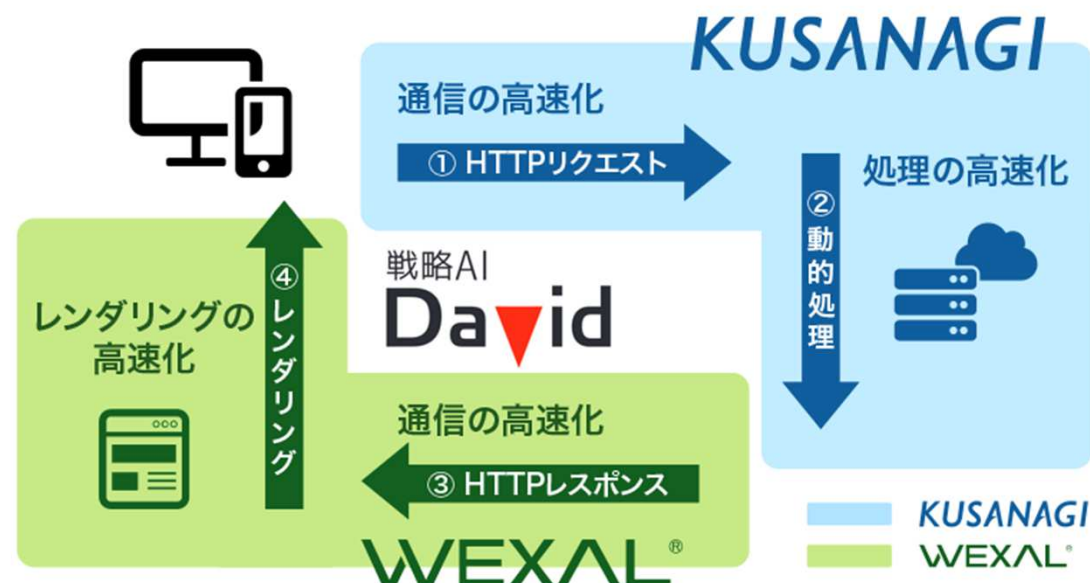 KUSANAGI
通信の高速化
① HTTPリクエスト
処理の高速化
②動的処理
戦略AI
David
レンダリングの
高速化
④レンダリング
通信の高速化
③ HTTPレスポンス
WEXAL®
KUSANAGI
WEXAL®